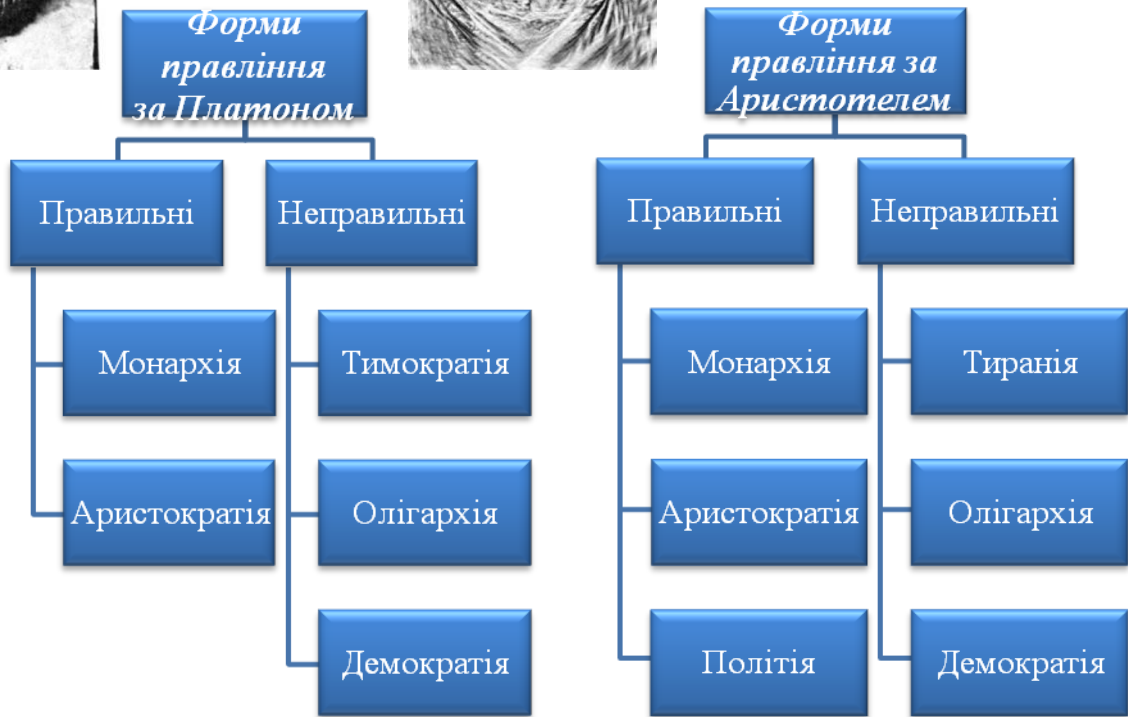 Форми
правління
за Платоном
Правильні
Неправильні
Монархія
Тимократія
Аристократія
Олігархія
Демократія
Форми
правління за
Аристотелем
Правильні
Неправильні
Монархія
Тиранія
Аристократія
Олігархія
Політія
Демократія